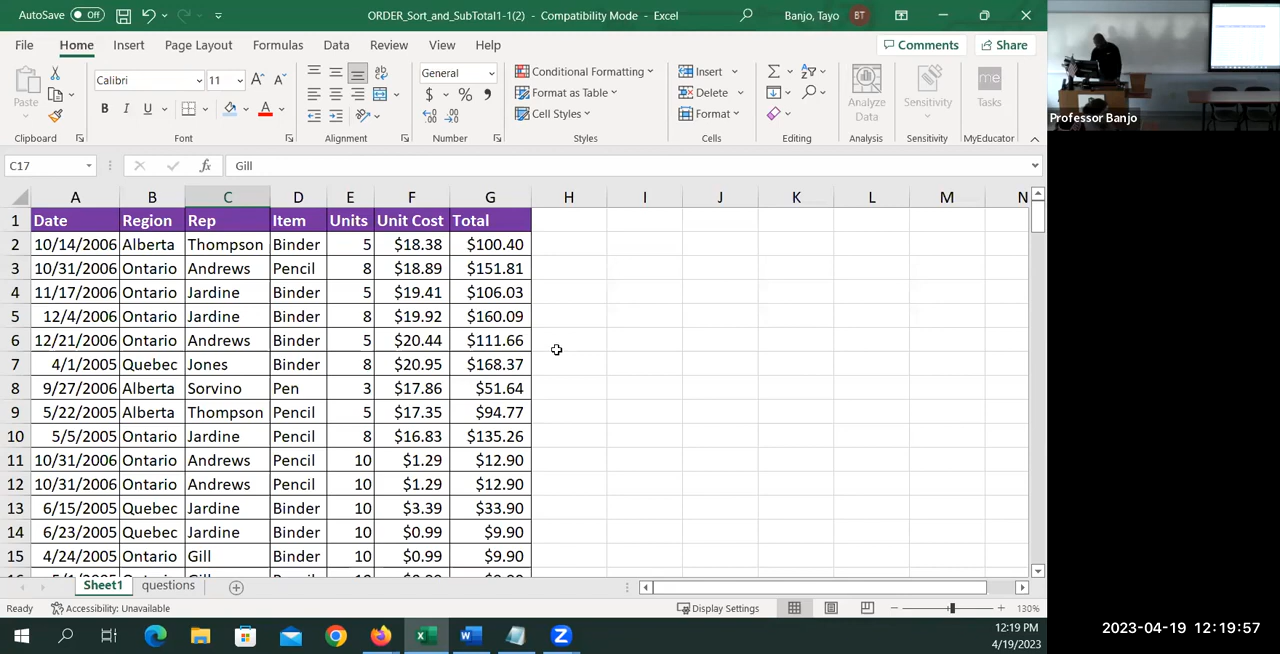 AutoSave Off ORDER_Sort_and_SubTotal1-1(2) - Compatibility Mode - Excel Banjo, Tayo BT
File Home Insert Page Layout Formulas Data Review View Help Comments Share
Paste Calibri 11 General Conditional Formatting Insert Analyze Data Sensitivity me Tasks
B I U $ % Format as Table Delete
Cell Styles Format
Clipboard Font Alignment Number Styles Cells Editing Analysis Sensitivity MyEducator
Professor Banjo
C17 fx Gill
A B C D E F G H I J K L M N
1 Date Region Rep Item Units Unit Cost Total
2 10/14/2006 Alberta Thompson Binder 5 $18.38 $100.40
3 10/31/2006 Ontario Andrews Pencil 8 $18.89 $151.81
4 11/17/2006 Ontario Jardine Binder 5 $19.41 $106.03
5 12/4/2006 Ontario Jardine Binder 8 $19.92 $160.09
6 12/21/2006 Ontario Andrews Binder 5 $20.44 $111.66
7 4/1/2005 Quebec Jones Binder 8 $20.95 $168.37
8 9/27/2006 Alberta Sorvino Pen 3 $17.86 $51.64
9 5/22/2005 Alberta Thompson Pencil 5 $17.35 $94.77
10 5/5/2005 Ontario Jardine Pencil 8 $16.83 $135.26
11 10/31/2006 Ontario Andrews Pencil 10 $1.29 $12.90
12 10/31/2006 Ontario Andrews Pencil 10 $1.29 $12.90
13 6/15/2005 Quebec Jardine Binder 10 $3.39 $33.90
14 6/23/2005 Quebec Jardine Binder 10 $0.99 $9.90
15 4/24/2005 Ontario Gill Binder 10 $0.99 $9.90
Sheet1 questions
Ready Accessibility: Unavailable Display Settings 130%
12:19 PM
4/19/2023
2023-04-19 12:19:57